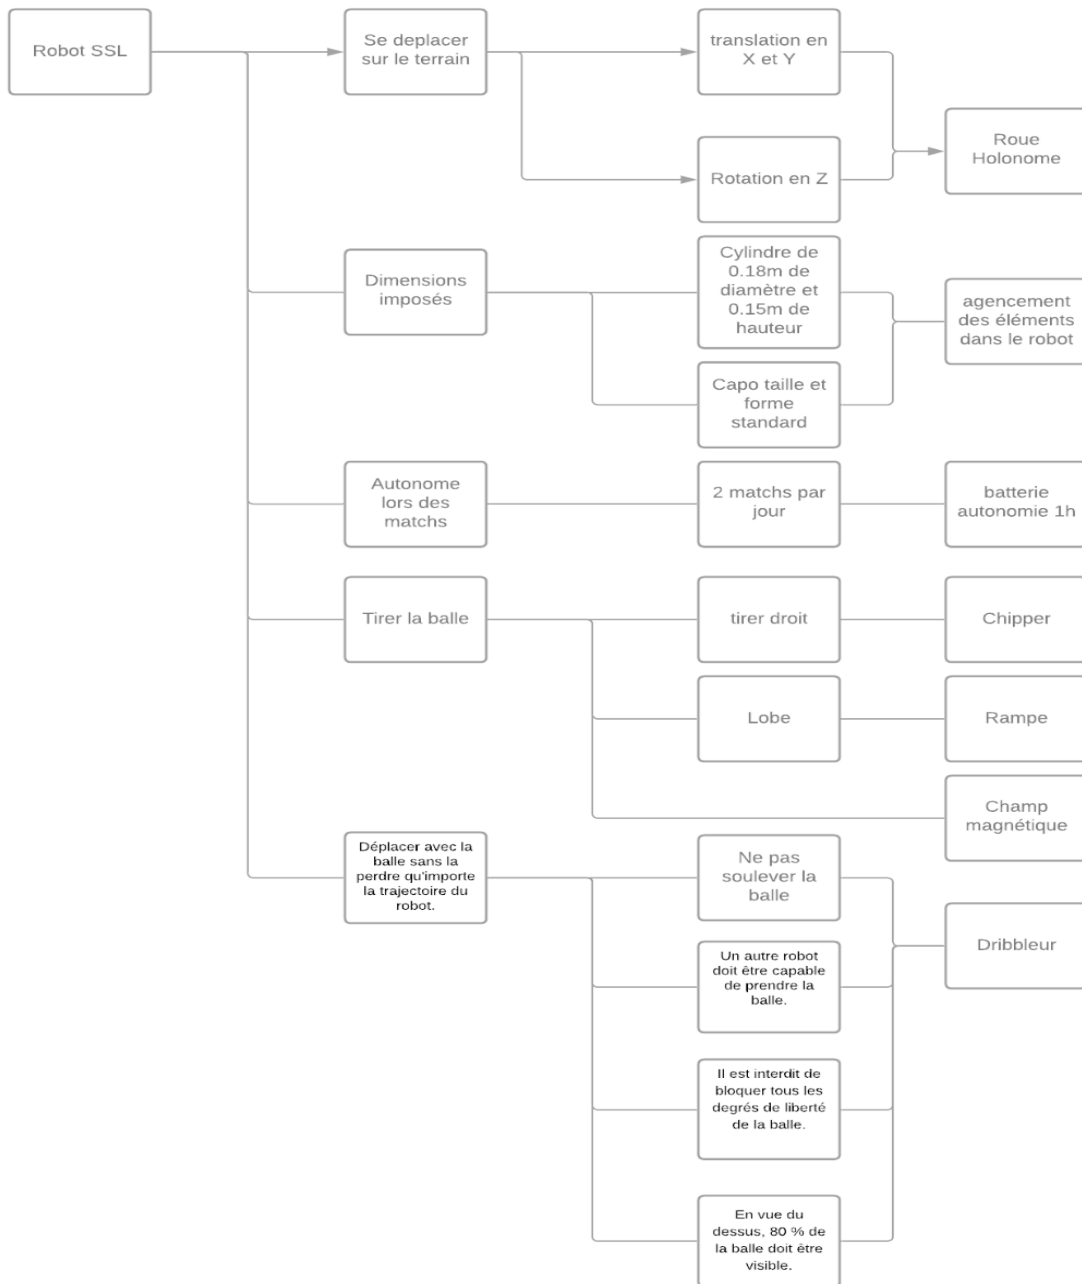 Robot SSL
Se deplacer
sur le terrain
translation en
X et Y
Rotation en Z
Roue
Holonome
Dimensions
imposés
Cylindre de
0.18m de
diamètre et
0.15m de
hauteur
Capo taille et
forme
standard
agencement
des éléments
dans le robot
Autonome
lors des
matchs
2 matchs par
jour
batterie
autonomie 1h
Tirer la balle
tirer droit
Chipper
Lobe
Rampe
Champ
magnétique
Déplacer avec la
balle sans la
perdre qu'importe
la trajectoire du
robot.
Ne pas
soulever la
balle
Un autre robot
doit être capable
de prendre la
balle.
Il est interdit de
bloquer tous les
degrés de liberté
de la balle.
En vue du
dessus, 80 % de
la balle doit être
visible.
Dribbleur